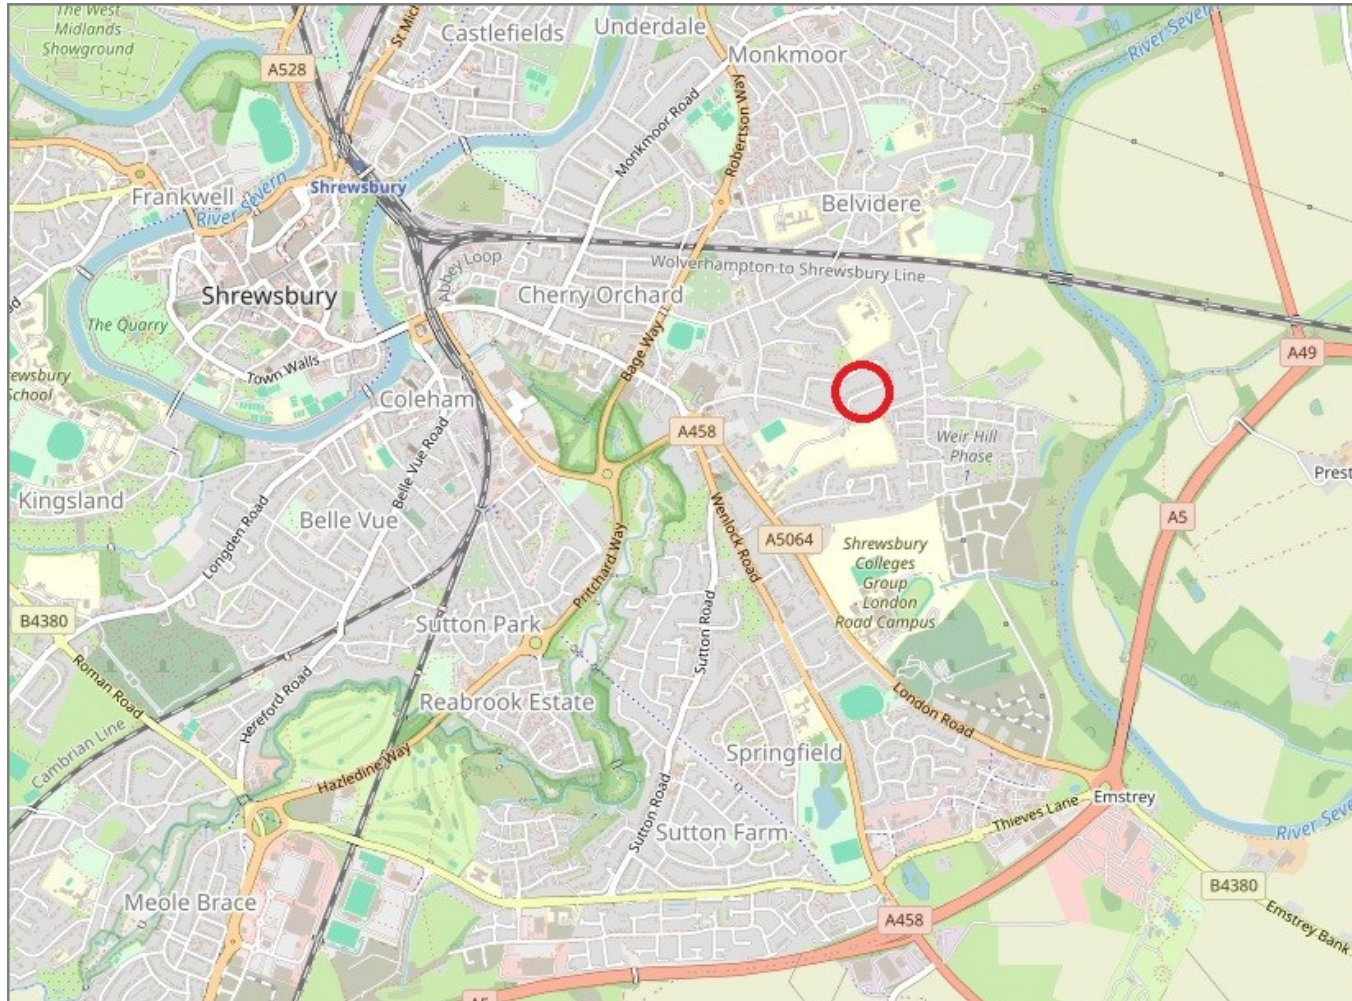 The West
Midlands
Showground
A528
St Mich
Castlefields
Underdale
Monkmoor
River Severn
Monkmoor Road
Robertson Way
Frankwell
River Severn
Shrewsbury
Belvidere
Abbey Loop
Wolverhampton to Shrewsbury Line
Shrewsbury
Cherry Orchard
The Quarry
Town Walls
Bage Way
A49
ewsbury
School
Coleham
A458
Weir Hill
Phase
1
Prest
Kingsland
Longden Road
Belle Vue Road
Belle Vue
Wenlock Road
A5
A5064
Pritchard Way
Shrewsbury
Colleges
Group
London
Road Campus
B4380
Sutton Park
Sutton Road
Roman Road
Hereford Road
Reabrook Estate
London Road
Cambrian Line
Hazledine Way
Springfield
Emstrey
Thieves Lane
Sutton Road
Sutton Farm
River Seve
Meole Brace
B4380
A458
Emstrey Bank
A5